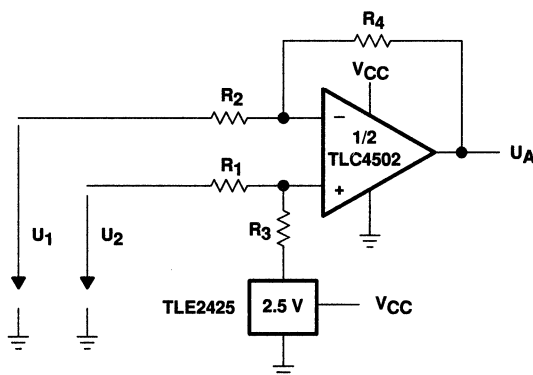 R4
VCC
R2
–
1/2
TLC4502
UA
R1
+
U1
U2
R3
TLE2425
2.5 V
VCC